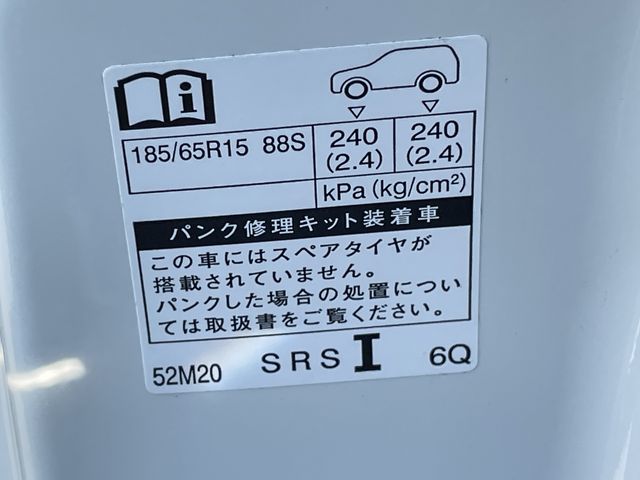 i
185/65R15 88S 240 240
(2.4) (2.4)
kPa(kg/cm²)
パンク修理キット装着車
この車にはスペアタイヤが
搭載されていません。
パンクした場合の処置につい
ては取扱書をご覧ください。
52M20 SRS I 6Q